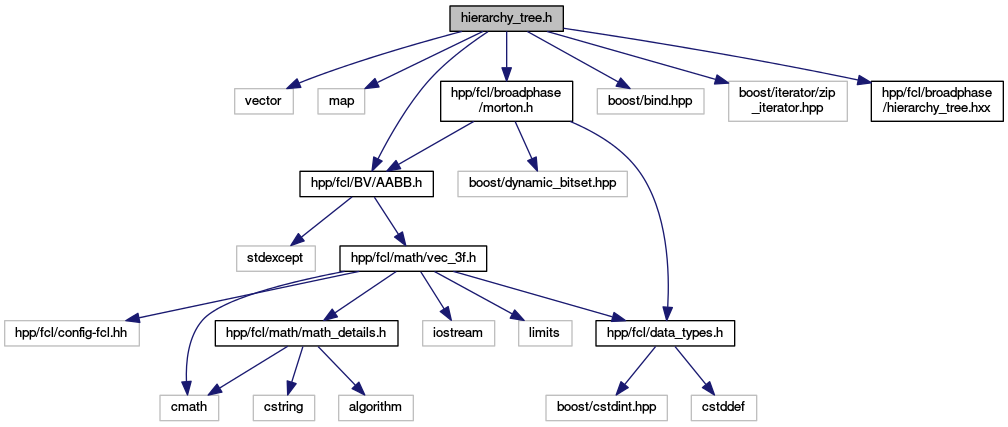 hierarchy_tree.h
vector
map
hpp/fcl/broadphase
/morton.h
boost/bind.hpp
boost/iterator/zip
_iterator.hpp
hpp/fcl/broadphase
/hierarchy_tree.hxx
hpp/fcl/BV/AABB.h
boost/dynamic_bitset.hpp
stdexcept
hpp/fcl/math/vec_3f.h
hpp/fcl/config-fcl.hh
hpp/fcl/math/math_details.h
iostream
limits
hpp/fcl/data_types.h
cmath
cstring
algorithm
boost/cstdint.hpp
cstddef